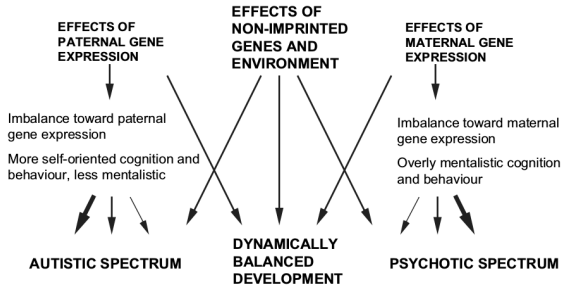 EFFECTS OF
PATERNAL GENE
EXPRESSION
EFFECTS OF
NON-IMPRINTED
GENES AND
ENVIRONMENT
EFFECTS OF
MATERNAL GENE
EXPRESSION
Imbalance toward paternal
gene expression
More self-oriented cognition and
behaviour, less mentalistic
Imbalance toward maternal
gene expression
Overly mentalistic cognition
and behaviour
AUTISTIC SPECTRUM
DYNAMICALLY
BALANCED
DEVELOPMENT
PSYCHOTIC SPECTRUM